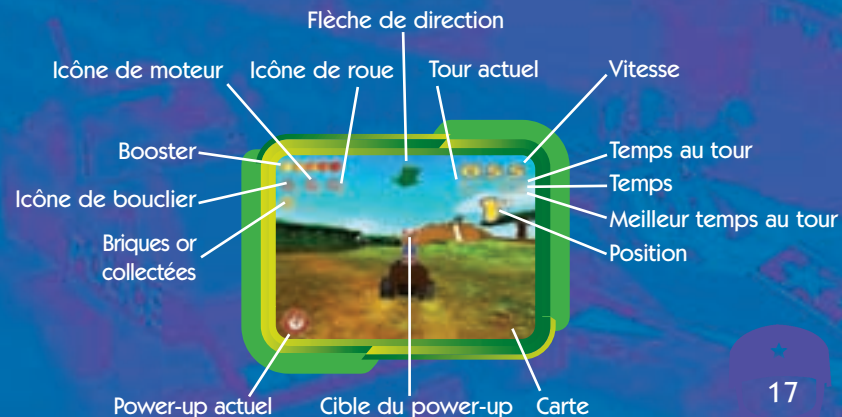 Flèche de direction
Icône de moteur
Icône de roue
Tour actuel
Vitesse
Booster
Temps au tour
Temps
Icône de bouclier
Meilleur temps au tour
Briques or
collectées
Position
Power-up actuel
Cible du power-up
Carte
17